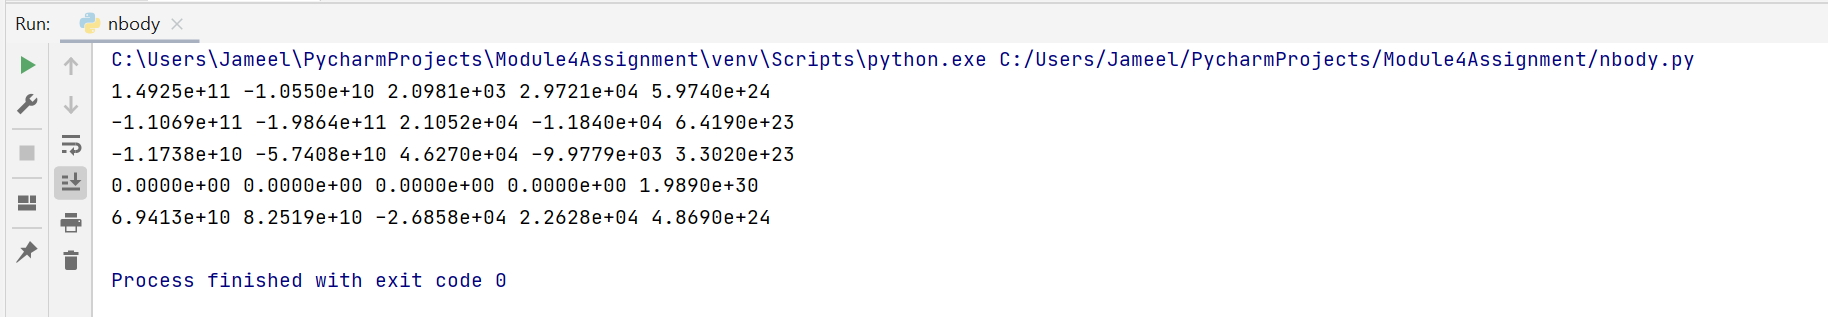 Run: nbody
C:\Users\Jameel\PycharmProjects\Module4Assignment\venv\Scripts\python.exe C:/Users/Jameel/PycharmProjects/Module4Assignment/nbody.py
1.4925e+11 -1.0550e+10 2.0981e+03 2.9721e+04 5.9740e+24
-1.1069e+11 -1.9864e+11 2.1052e+04 -1.1840e+04 6.4190e+23
-1.1738e+10 -5.7408e+10 4.6270e+04 -9.9779e+03 3.3020e+23
0.0000e+00 0.0000e+00 0.0000e+00 0.0000e+00 1.9890e+30
6.9413e+10 8.2519e+10 -2.6858e+04 2.2628e+04 4.8690e+24
Process finished with exit code 0